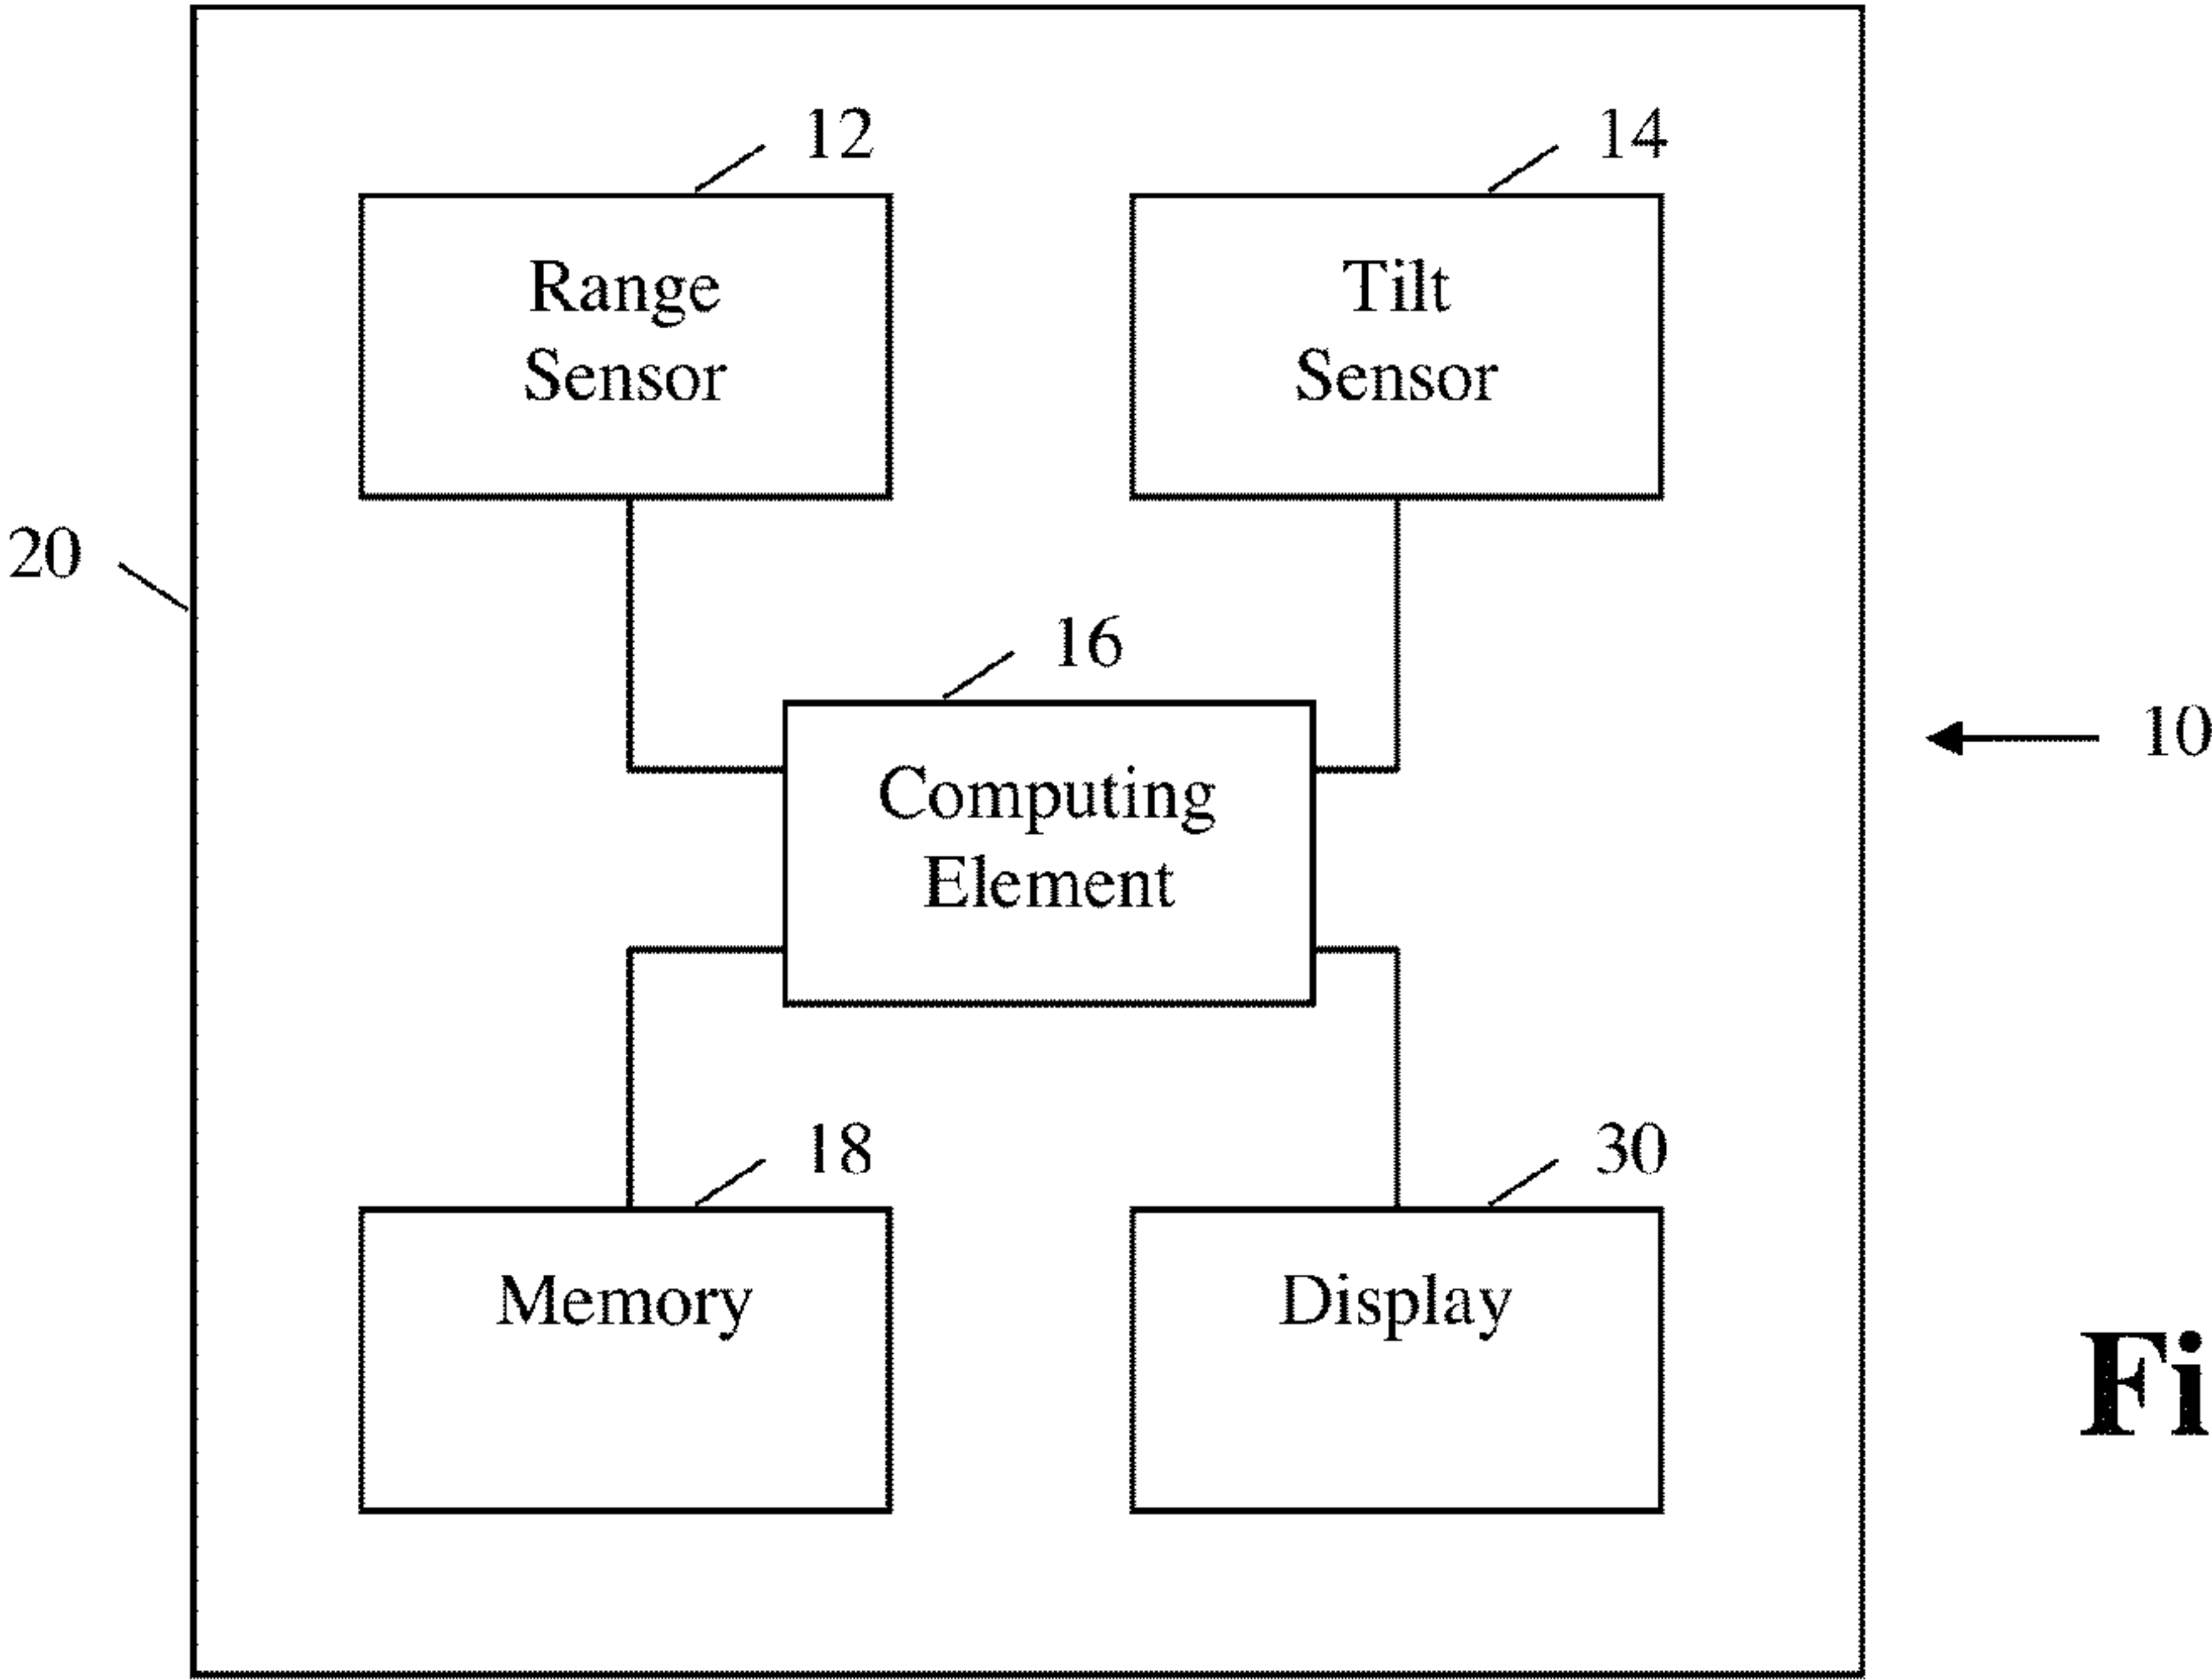 12
14
Range
Sensor
Tilt
Sensor
20
16
10
Computing
Element
18
30
Memory
Display
Fi